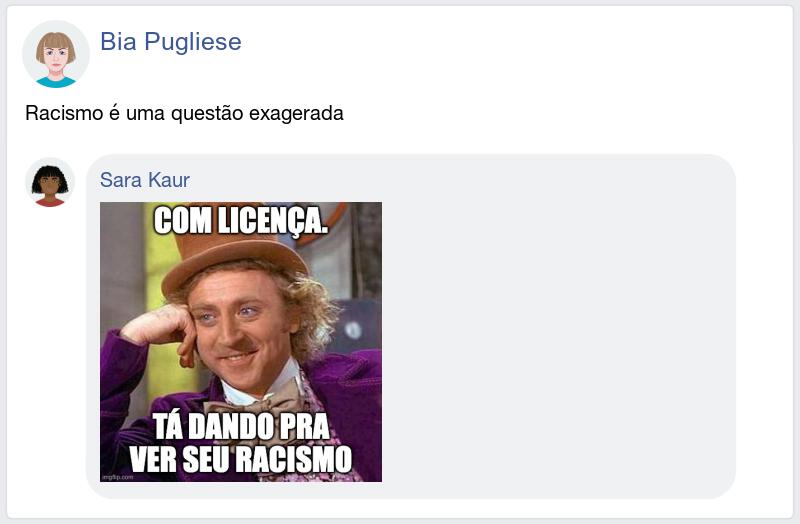 Bia Pugliese
Racismo é uma questão exagerada
Sara Kaur
COM LICENÇA.
TÁ DANDO PRA
VER SEU RACISMO
imgflip.com